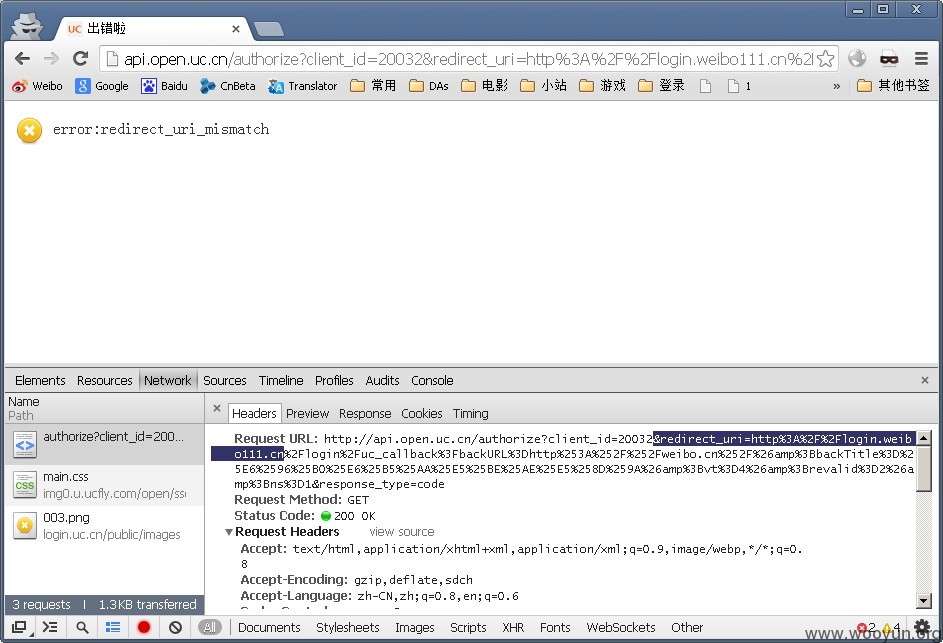 UC 出错啦
api.open.uc.cn/authorize?client_id=20032&redirect_uri=http%3A%2F%2Flogin.weibo111.cn%2
Weibo Google Baidu CnBeta Translator 常用 DAs 电影 小站 游戏 登录 1 » 其他书签
error:redirect_uri_mismatch
Elements Resources Network Sources Timeline Profiles Audits Console
Name
Path
authorize?client_id=200...
main.css
img0.u.ucfly.com/open/sso
003.png
login.uc.cn/public/images
Headers Preview Response Cookies Timing
Request URL: http://api.open.uc.cn/authorize?client_id=20032&redirect_uri=http%3A%2F%2Flogin.weib
o111.cn%2Flogin%2Fuc_callback%3FbackURL%3Dhttp%253A%252F%252Fweibo.cn%252F%26amp%3BbackTitle%3D%2
5E6%2596%25B0%25E6%25B5%25AA%25E5%25BE%25AE%25E5%258D%259A%26amp%3Bvt%3D4%26amp%3Brevalid%3D2%26a
mp%3Bns%3D1&response_type=code
Request Method: GET
Status Code: 200 OK
Request Headers view source
Accept: text/html,application/xhtml+xml,application/xml;q=0.9,image/webp,*/*;q=0.
8
Accept-Encoding: gzip,deflate,sdch
Accept-Language: zh-CN,zh;q=0.8,en;q=0.6
3 requests | 1.3KB transferred
All Documents Stylesheets Images Scripts XHR Fonts WebSockets Other 2 4
www.wooyun.org